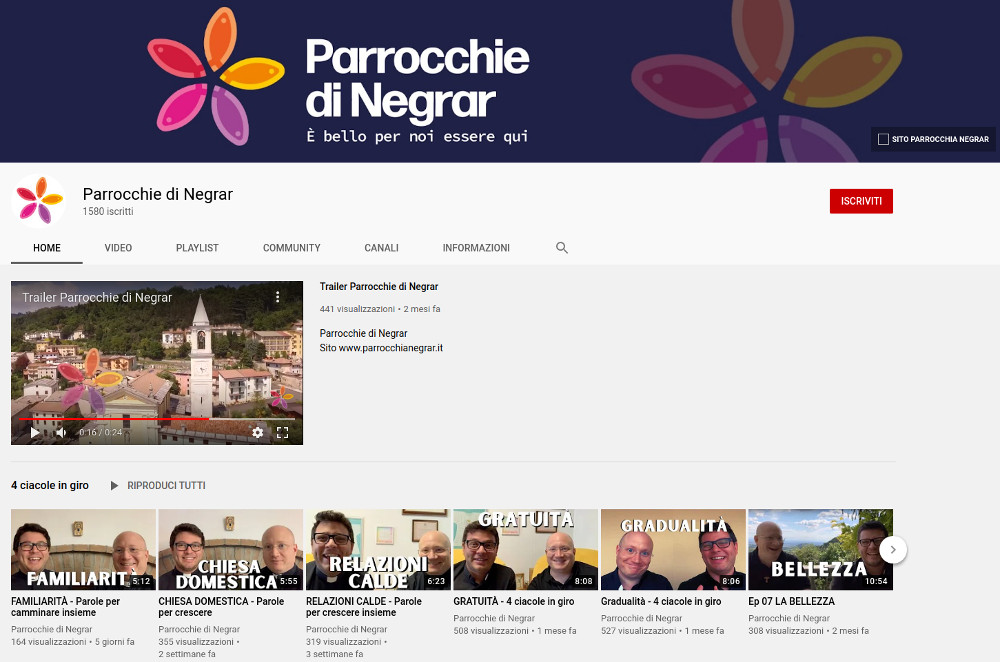 Parrocchie
di Negrar
È bello per noi essere qui
SITO PARROCCHIA NEGRAR
Parrocchie di Negrar
1580 iscritti
ISCRIVITI
HOME VIDEO PLAYLIST COMMUNITY CANALI INFORMAZIONI
Trailer Parrocchie di Negrar
0:16 / 0:24
Trailer Parrocchie di Negrar
441 visualizzazioni • 2 mesi fa
Parrocchie di Negrar
Sito www.parrocchianegrar.it
4 ciacole in giro RIPRODUCI TUTTI
FAMILIARIT 5:12
FAMILIARITÀ - Parole per
camminare insieme
Parrocchie di Negrar
164 visualizzazioni • 5 giorni fa
CHIESA
DOMESTICA 5:55
CHIESA DOMESTICA - Parole
per crescere
Parrocchie di Negrar
355 visualizzazioni •
2 settimane fa
RELAZIONI
CALDE 6:23
RELAZIONI CALDE - Parole
per crescere insieme
Parrocchie di Negrar
319 visualizzazioni •
3 settimane fa
GRATUITÀ
8:08
GRATUITÀ - 4 ciacole in giro
Parrocchie di Negrar
508 visualizzazioni • 1 mese fa
GRADUALITÀ
8:06
Gradualità - 4 ciacole in giro
Parrocchie di Negrar
527 visualizzazioni • 1 mese fa
BELLEZZA
10:54
Ep 07 LA BELLEZZA
Parrocchie di Negrar
308 visualizzazioni • 2 mesi fa